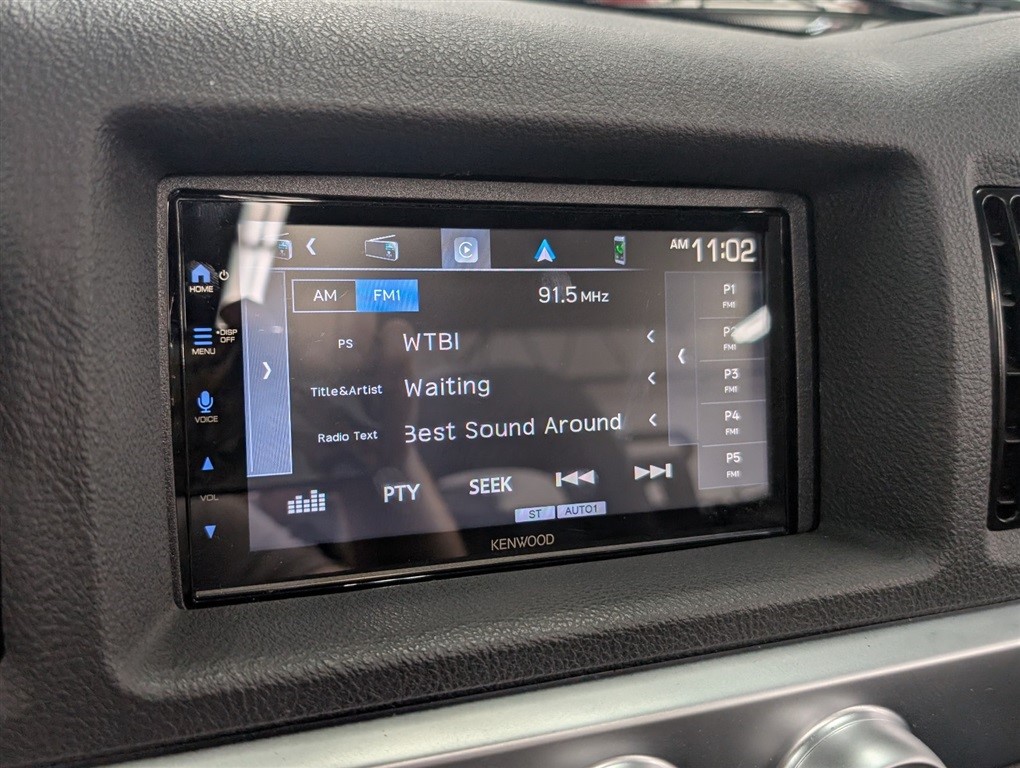 AM 11:02
HOME
AM FM1 91.5 MHz
P1
FM1
DISP
OFF
MENU
PS WTBI
P2
FM1
Title&Artist Waiting
P3
FM1
VOICE
Radio Text Best Sound Around
P4
FM1
P5
FM1
VOL
PTY SEEK
ST AUTO1
KENWOOD